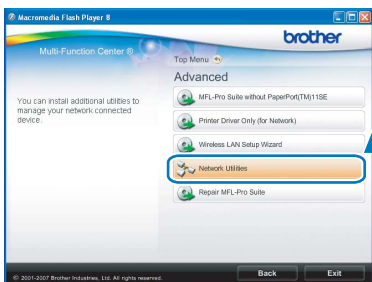 Macromedia Flash Player 8
brother
Multi-Function Center ®
Top Menu
Advanced
You can install additional utilities to
manage your network connected
device.
MFL-Pro Suite without PaperPort(TM)11SE
Printer Driver Only (for Network)
Wireless LAN Setup Wizard
Network Utilities
Repair MFL-Pro Suite
© 2001-2007 Brother Industries, Ltd. All rights reserved.
Back
Exit